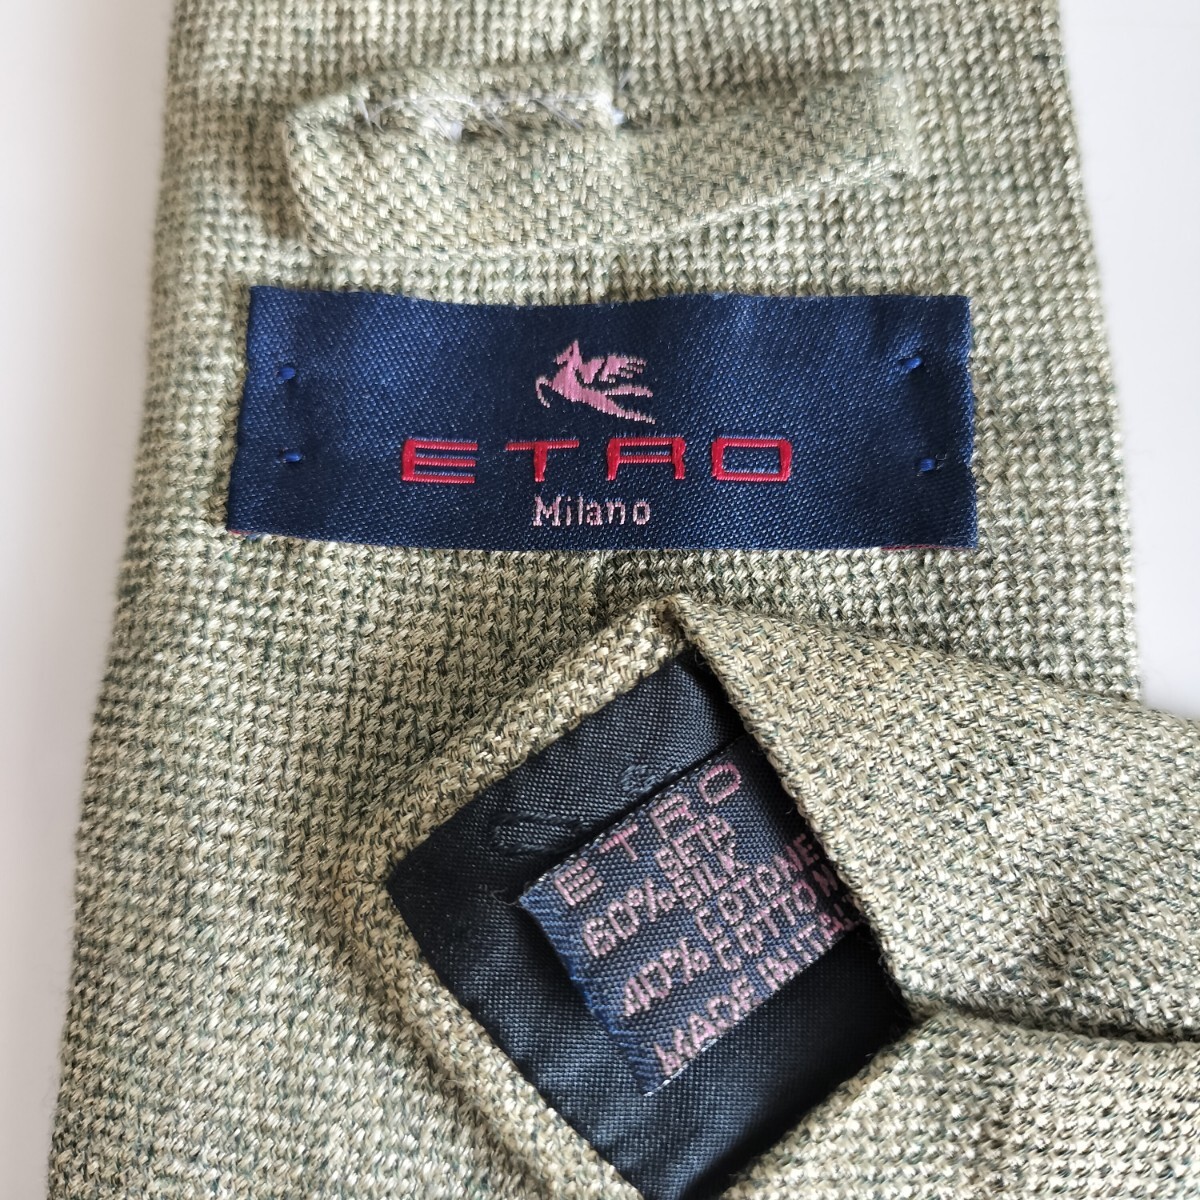 ETRO
Milano
ETRO
60% SETA
SILK
40% COTONE
COTTON
MADE IN ITALY